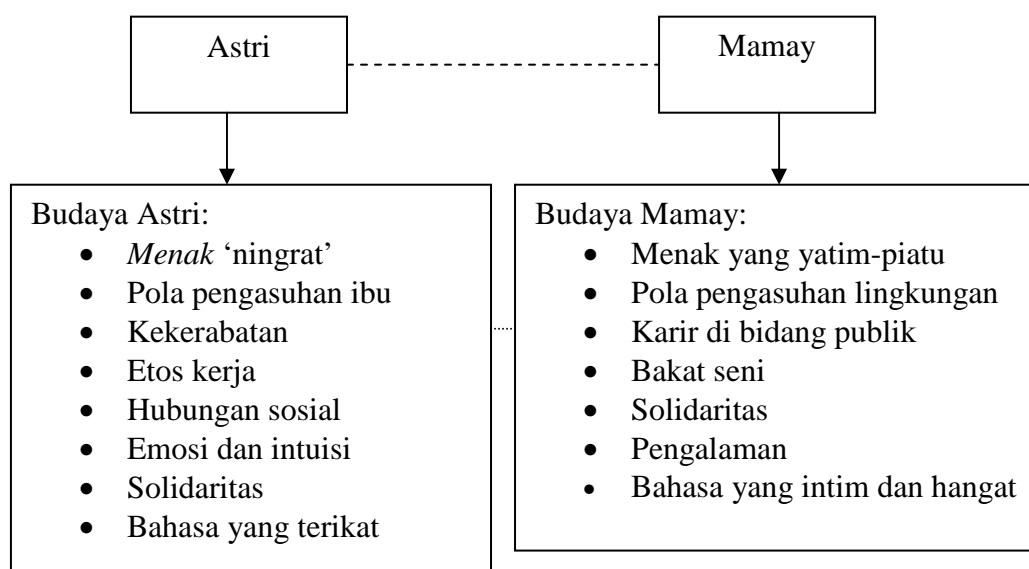 Astri
Mamay
Budaya Astri:
• Menak ‘ningrat’
• Pola pengasuhan ibu
• Kekerabatan
• Etos kerja
• Hubungan sosial
• Emosi dan intuisi
• Solidaritas
• Bahasa yang terikat
Budaya Mamay:
• Menak yang yatim-piatu
• Pola pengasuhan lingkungan
• Karir di bidang publik
• Bakat seni
• Solidaritas
• Pengalaman
• Bahasa yang intim dan hangat